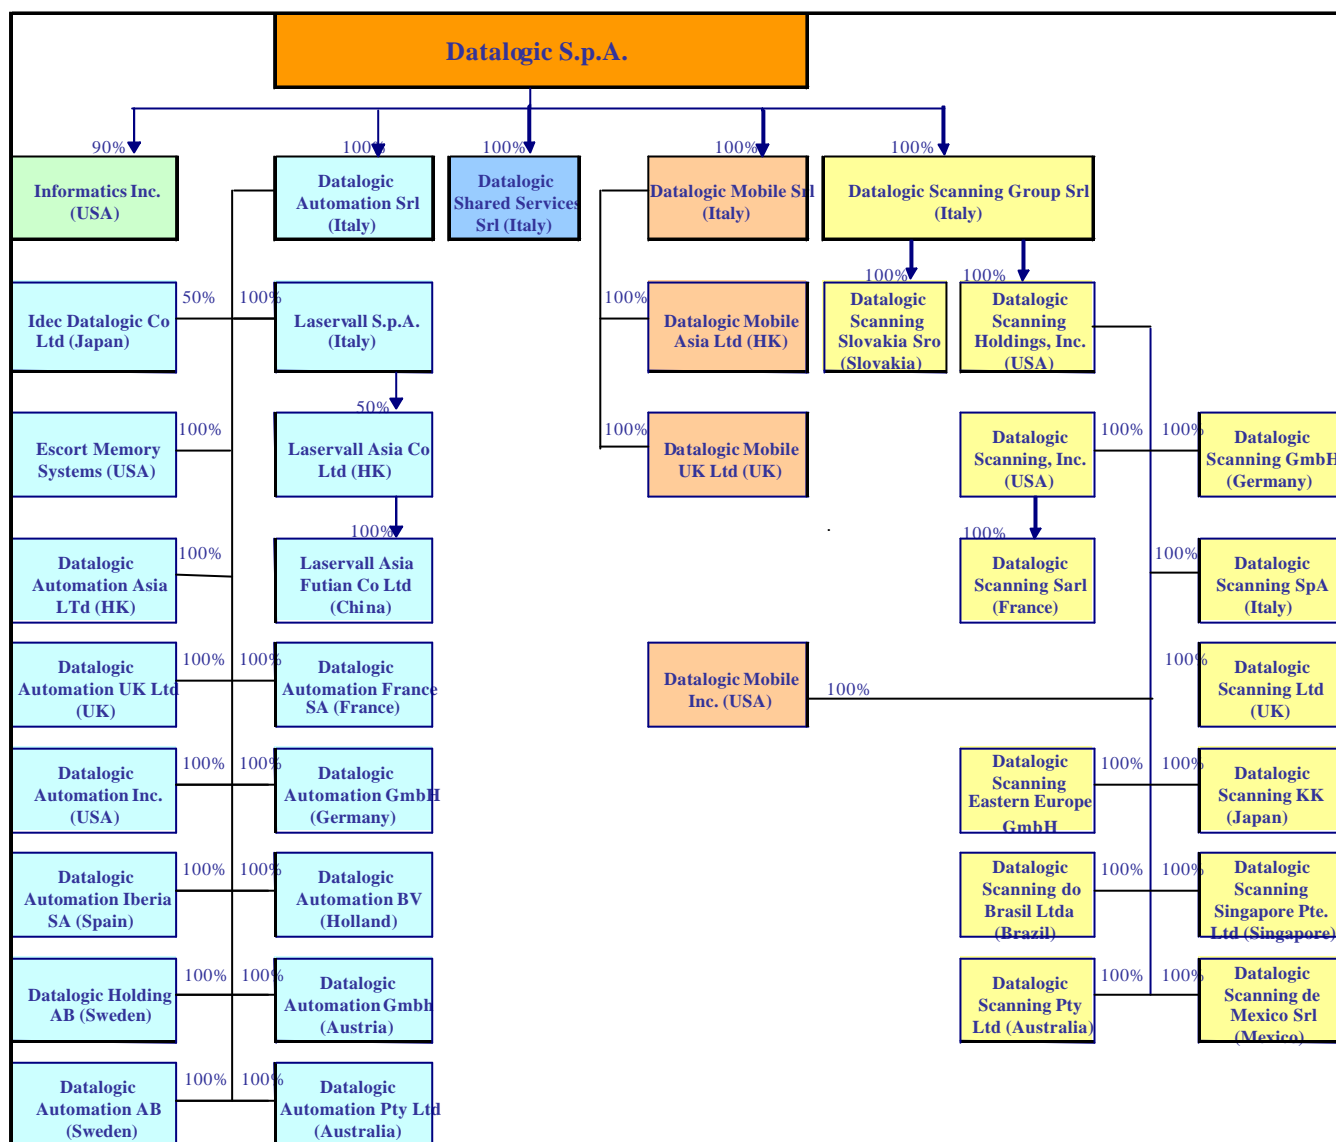 Datalogic S.p.A.
90%
100%
100%
100%
100%
Informatics Inc.
(USA)
Datalogic
Automation Srl
(Italy)
Datalogic
Shared Services
Srl (Italy)
Datalogic Mobile Srl
(Italy)
Datalogic Scanning Group Srl
(Italy)
50%
100%
100%
100%
100%
Idec Datalogic Co
Ltd (Japan)
Laservall S.p.A.
(Italy)
Datalogic Mobile
Asia Ltd (HK)
Datalogic
Scanning
Slovakia Sro
(Slovakia)
Datalogic
Scanning
Holdings, Inc.
(USA)
50%
100%
100%
100%
100%
Escort Memory
Systems (USA)
Laservall Asia Co
Ltd (HK)
Datalogic Mobile
UK Ltd (UK)
Datalogic
Scanning, Inc.
(USA)
Datalogic
Scanning GmbH
(Germany)
100%
100%
100%
100%
Datalogic
Automation Asia
LTd (HK)
Laservall Asia
Futian Co Ltd
(China)
Datalogic
Scanning Sarl
(France)
Datalogic
Scanning SpA
(Italy)
100%
100%
100%
100%
Datalogic
Automation UK Ltd
(UK)
Datalogic
Automation France
SA (France)
Datalogic Mobile
Inc. (USA)
Datalogic
Scanning Ltd
(UK)
100%
100%
100%
100%
Datalogic
Automation Inc.
(USA)
Datalogic
Automation GmbH
(Germany)
Datalogic
Scanning
Eastern Europe
GmbH
Datalogic
Scanning KK
(Japan)
100%
100%
100%
100%
Datalogic
Automation Iberia
SA (Spain)
Datalogic
Automation BV
(Holland)
Datalogic
Scanning do
Brasil Ltda
(Brazil)
Datalogic
Scanning
Singapore Pte.
Ltd (Singapore)
100%
100%
100%
100%
Datalogic Holding
AB (Sweden)
Datalogic
Automation Gmbh
(Austria)
Datalogic
Scanning Pty
Ltd (Australia)
Datalogic
Scanning de
Mexico Srl
(Mexico)
100%
100%
Datalogic
Automation AB
(Sweden)
Datalogic
Automation Pty Ltd
(Australia)